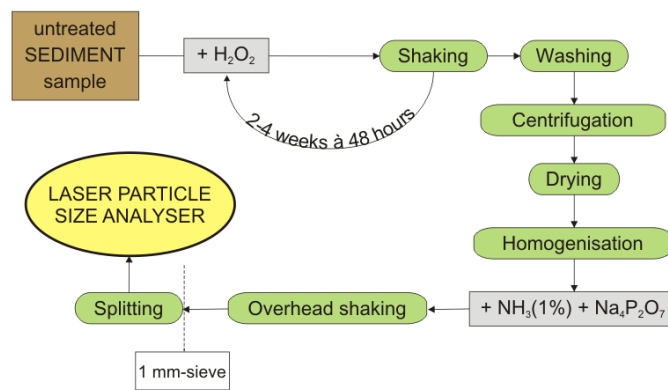 untreated
SEDIMENT
sample
+ H₂O₂
Shaking
Washing
2-4 weeks à 48 hours
Centrifugation
Drying
Homogenisation
+ NH₃(1%) + Na₄P₂O₇
Overhead shaking
Splitting
1 mm-sieve
LASER PARTICLE
SIZE ANALYSER